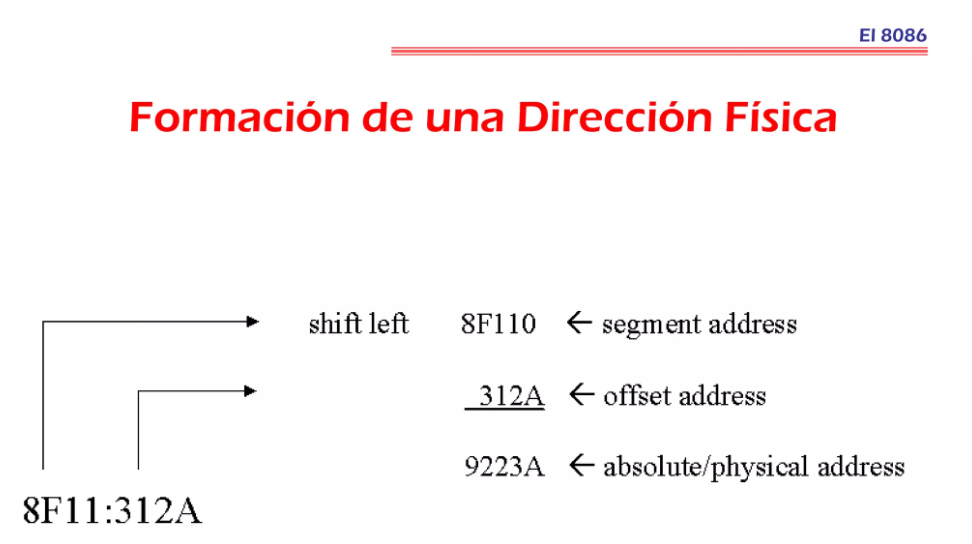 El 8086
Formación de una Dirección Física
shift left 8F110 ← segment address
312A ← offset address
9223A ← absolute/physical address
8F11:312A